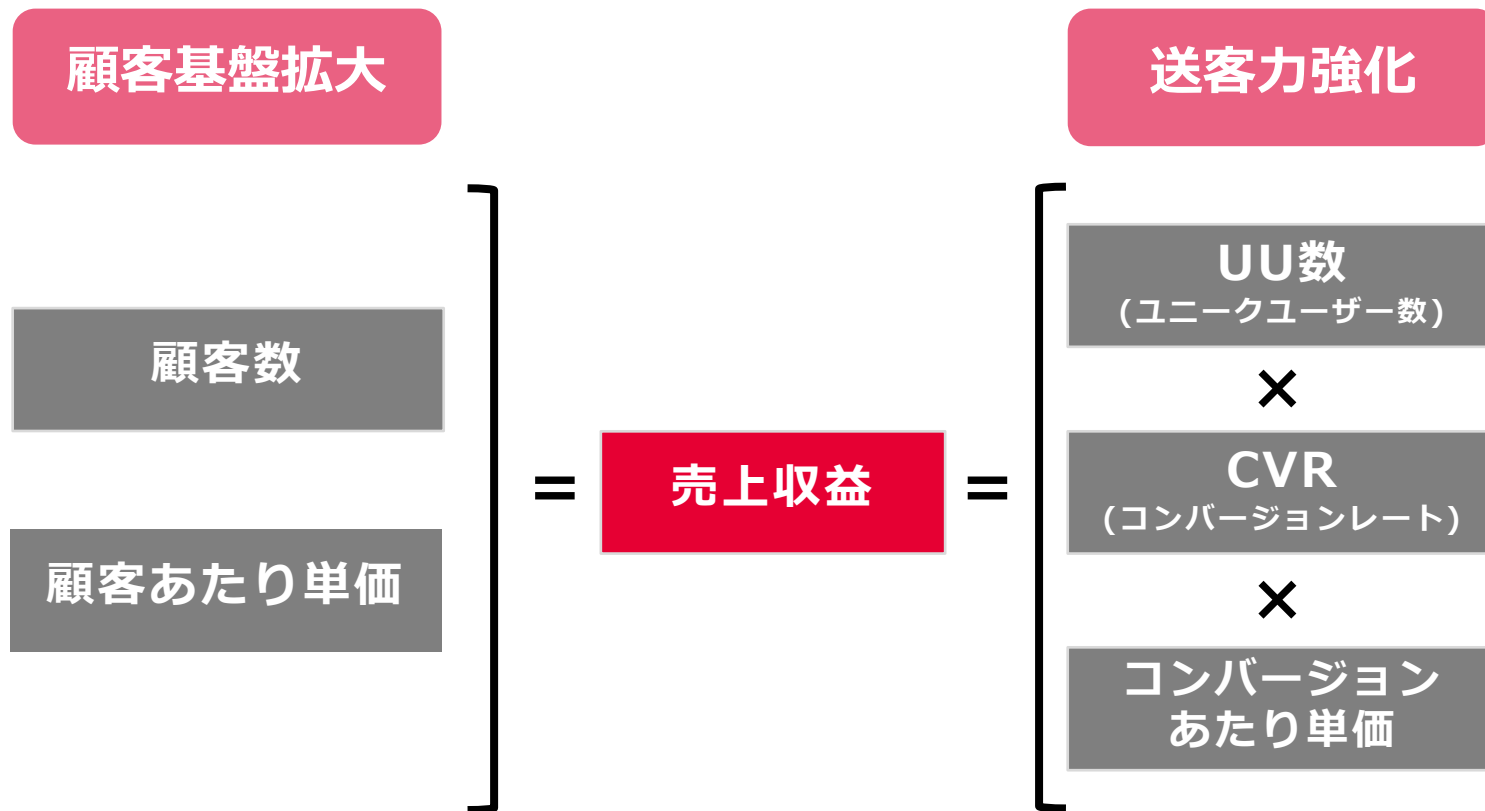 顧客基盤拡大
送客力強化
顧客数
顧客あたり単価
=
売上収益
=
UU数
(ユニークユーザー数)
×
CVR
(コンバージョンレート)
×
コンバージョン
あたり単価